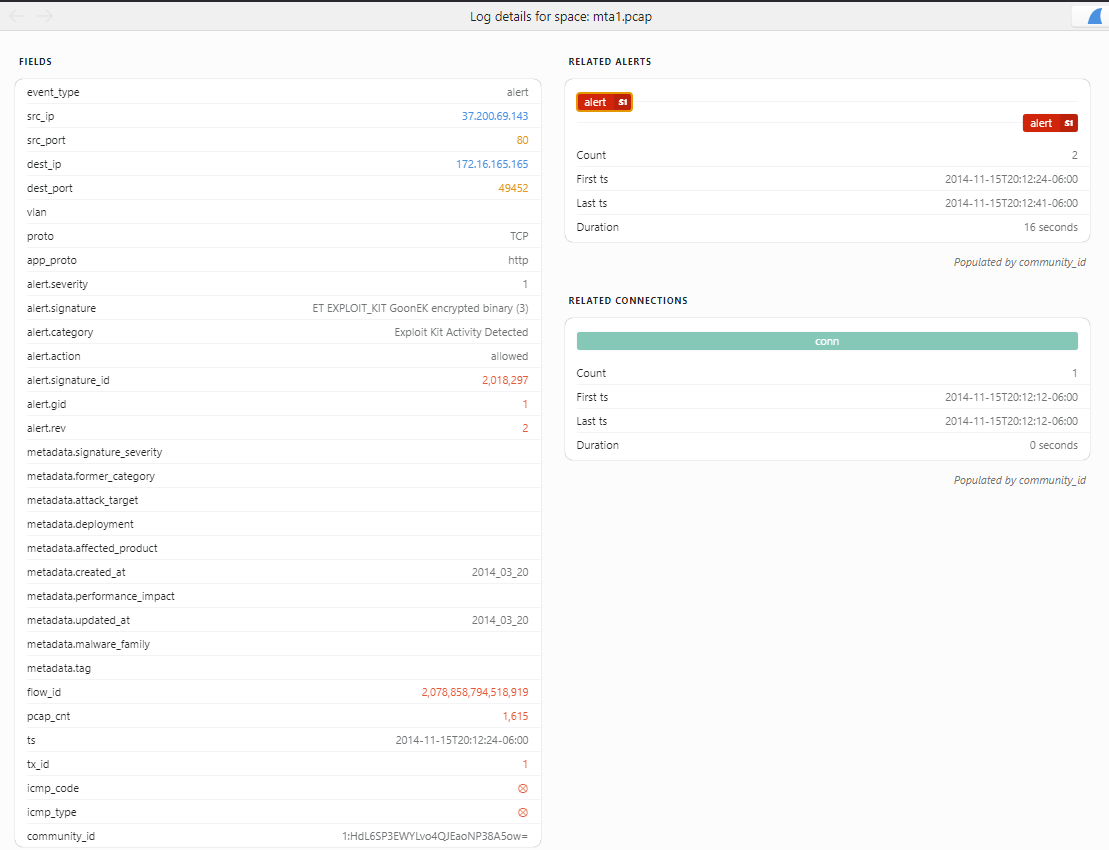 Log details for space: mta1.pcap
FIELDS
event_type alert
src_ip 37.200.69.143
src_port 80
dest_ip 172.16.165.165
dest_port 49452
vlan
proto TCP
app_proto http
alert.severity 1
alert.signature ET EXPLOIT_KIT GoonEK encrypted binary (3)
alert.category Exploit Kit Activity Detected
alert.action allowed
alert.signature_id 2,018,297
alert.gid 1
alert.rev 2
metadata.signature_severity
metadata.former_category
metadata.attack_target
metadata.deployment
metadata.affected_product
metadata.created_at 2014_03_20
metadata.performance_impact
metadata.updated_at 2014_03_20
metadata.malware_family
metadata.tag
flow_id 2,078,858,794,518,919
pcap_cnt 1,615
ts 2014-11-15T20:12:24-06:00
tx_id 1
icmp_code
icmp_type
community_id 1:HdL6SP3EWYLvo4QJEaoNP38A5ow=
RELATED ALERTS
alert S1
alert S1
Count 2
First ts 2014-11-15T20:12:24-06:00
Last ts 2014-11-15T20:12:41-06:00
Duration 16 seconds
Populated by community_id
RELATED CONNECTIONS
conn
Count 1
First ts 2014-11-15T20:12:12-06:00
Last ts 2014-11-15T20:12:12-06:00
Duration 0 seconds
Populated by community_id